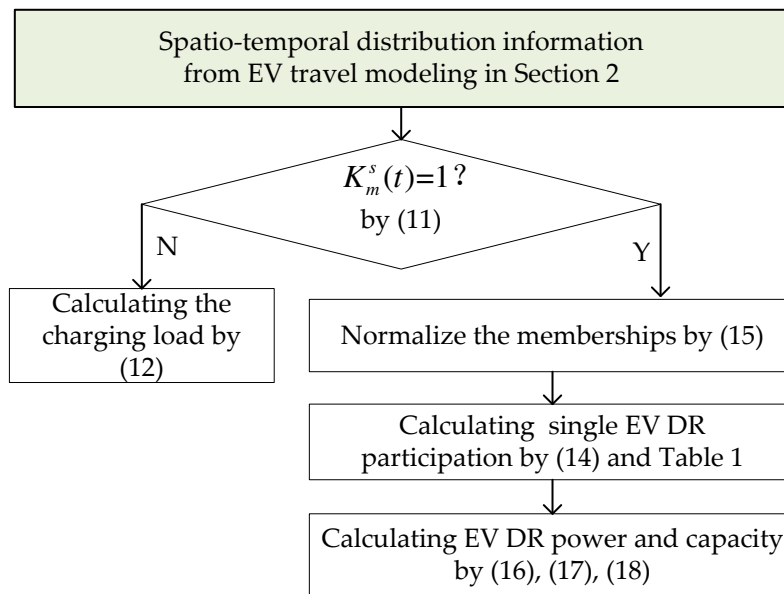 Spatio-temporal distribution information
from EV travel modeling in Section 2
K_m^s(t)=1?
by (11)
N
Y
Calculating the
charging load by
(12)
Normalize the memberships by (15)
Calculating single EV DR
participation by (14) and Table 1
Calculating EV DR power and capacity
by (16), (17), (18)